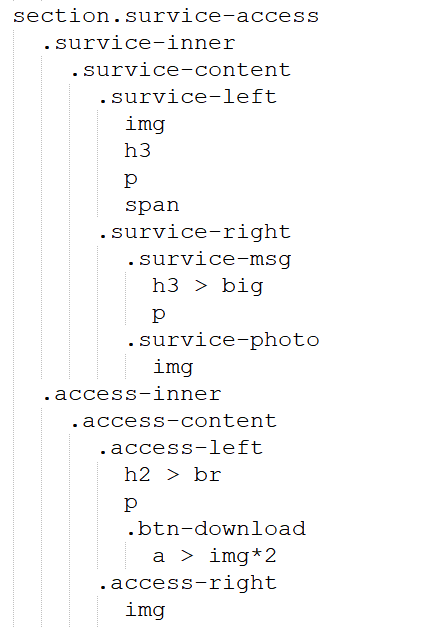 section.survice-access
.survice-inner
.survice-content
.survice-left
img
h3
p
span
.survice-right
.survice-msg
h3 > big
p
.survice-photo
img
.access-inner
.access-content
.access-left
h2 > br
p
.btn-download
a > img*2
.access-right
img